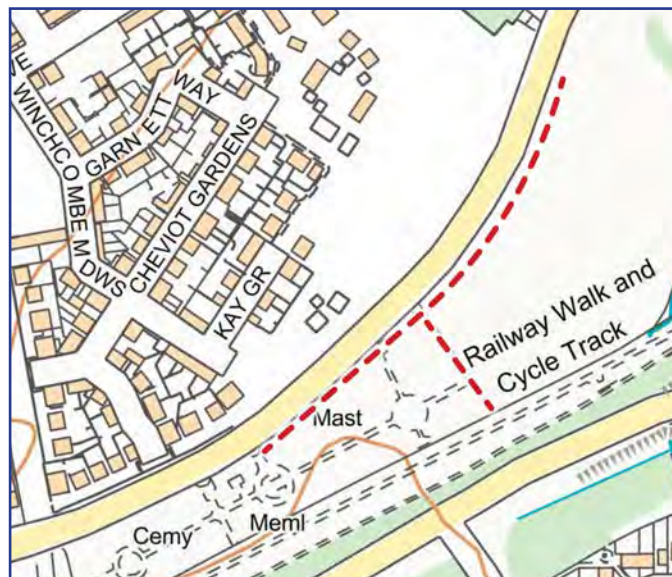 E
S WINCHCOMBE MDWS
GARNETT WAY
CHEVIOT GARDENS
KAY GR
Railway Walk and
Cycle Track
Mast
Meml
Cemy